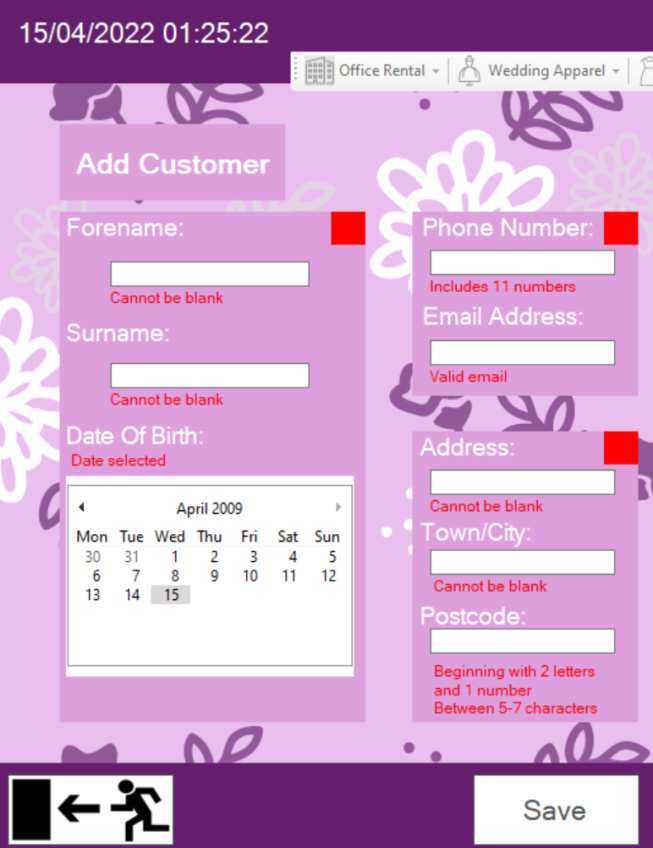 15/04/2022 01:25:22
Office Rental
Wedding Apparel
Add Customer
Forename:
Cannot be blank
Surname:
Cannot be blank
Date Of Birth:
Date selected
April 2009
Mon Tue Wed Thu Fri Sat Sun
30 31 1 2 3 4 5
6 7 8 9 10 11 12
13 14 15
Phone Number:
Includes 11 numbers
Email Address:
Valid email
Address:
Cannot be blank
Town/City:
Cannot be blank
Postcode:
Beginning with 2 letters
and 1 number
Between 5-7 characters
Save